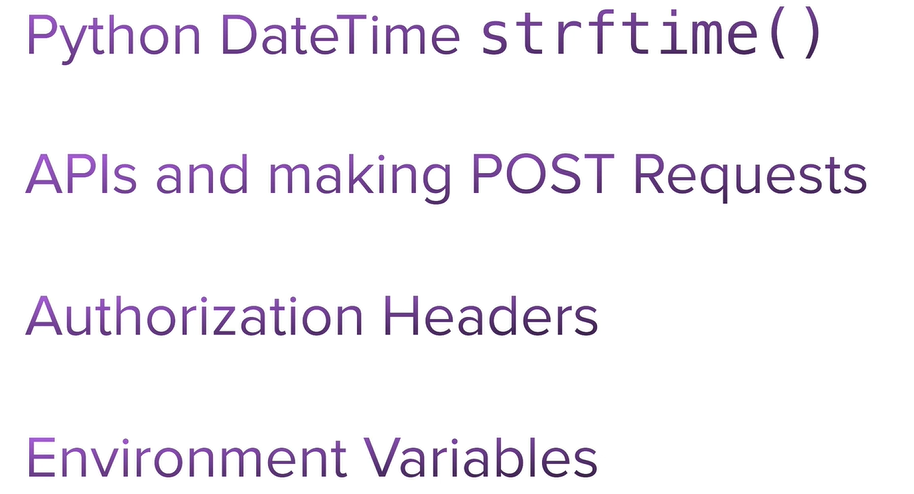 Python DateTime strftime()
APIs and making POST Requests
Authorization Headers
Environment Variables